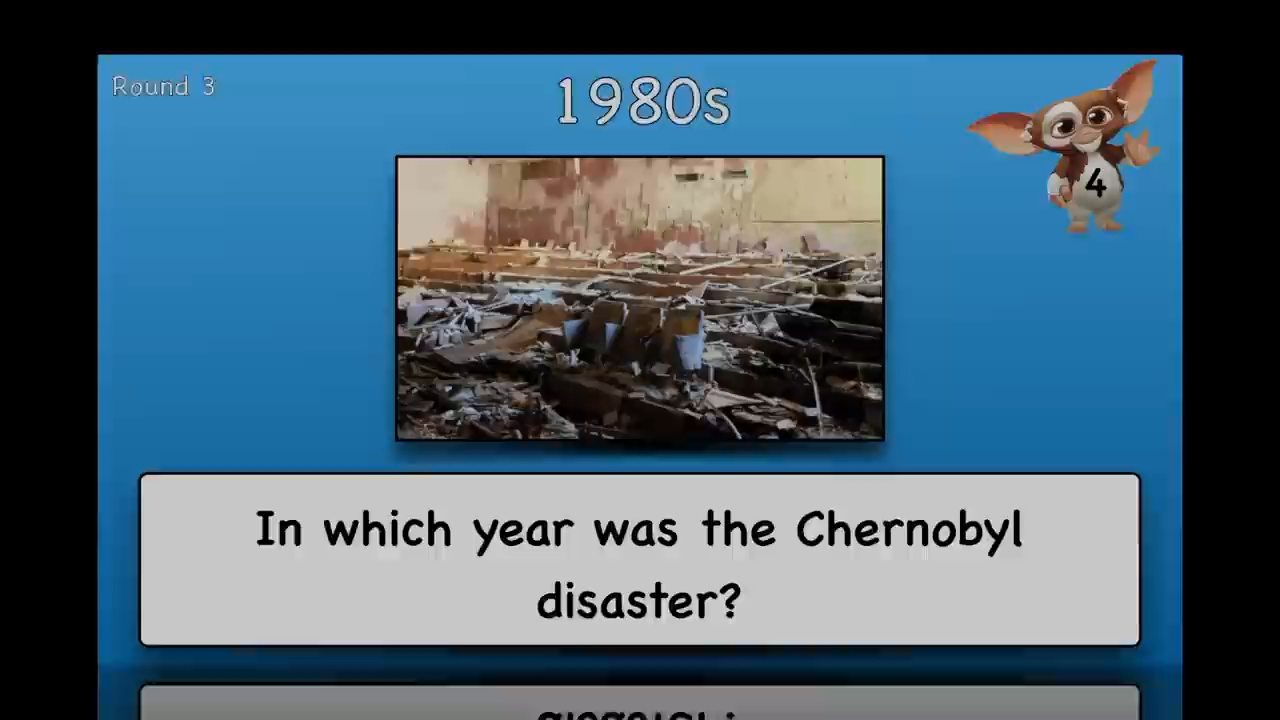 Round 3
1980s
4
In which year was the Chernobyl
disaster?